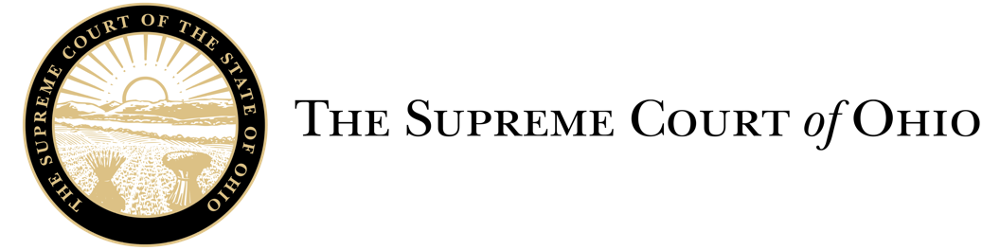 THE SUPREME COURT OF THE STATE OF OHIO
THE SUPREME COURT of OHIO